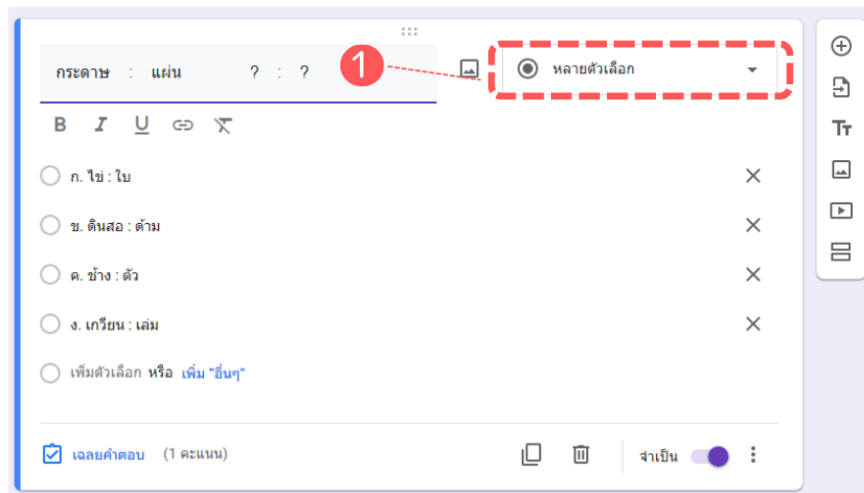 กระดาษ : แผ่น ? : ?
1
หลายตัวเลือก
B I U
Tт
ก. ไข่ : ใบ
ข. ดินสอ : ด้าม
ค. ช้าง : ตัว
ง. เกวียน : เล่ม
เพิ่มตัวเลือก หรือ เพิ่ม "อื่นๆ"
เฉลยคำตอบ (1 คะแนน)
จำเป็น